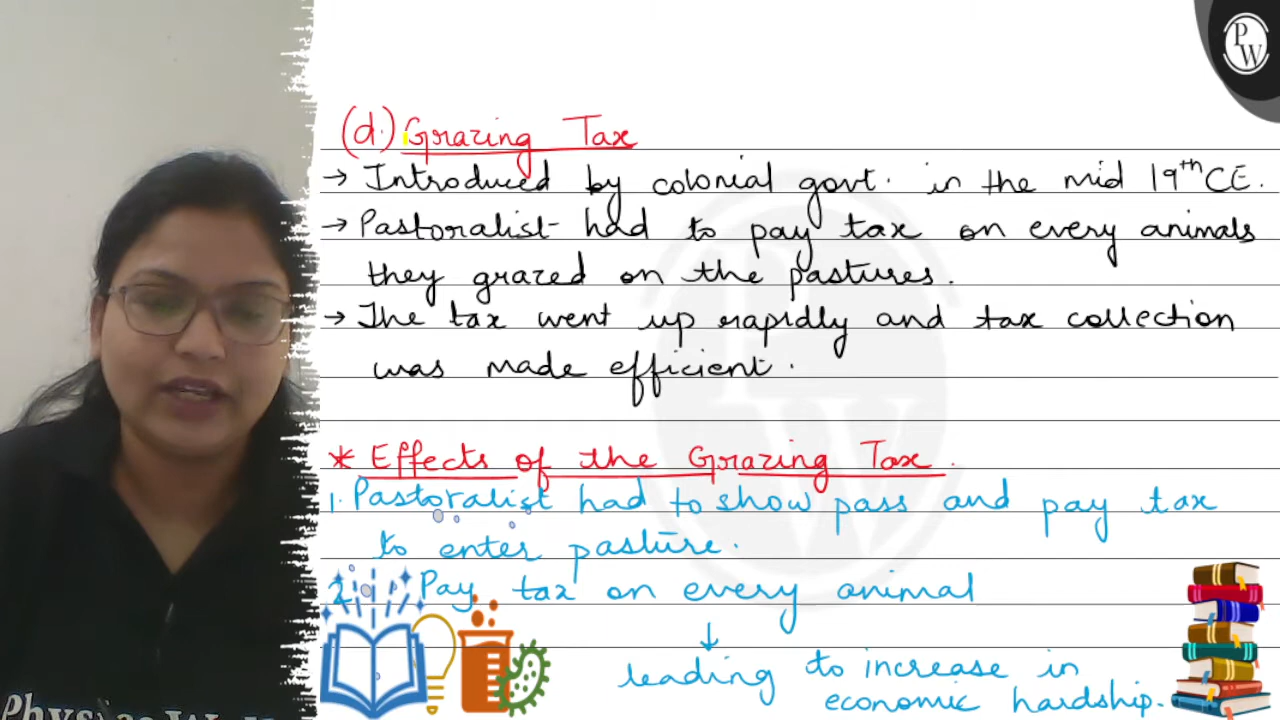 PW
(d.) Grazing Tax
→ Introduced by colonial govt. in the mid 19th CE.
→ Pastoralist had to pay tax on every animals
they grazed on the pastures.
→ The tax went up rapidly and tax collection
was made efficient.
* Effects of the Grazing Tax.
1. Pastoralist had to show pass and pay tax
to enter pasture.
2. Pay tax on every animal
↓
leading to increase in
economic hardship.